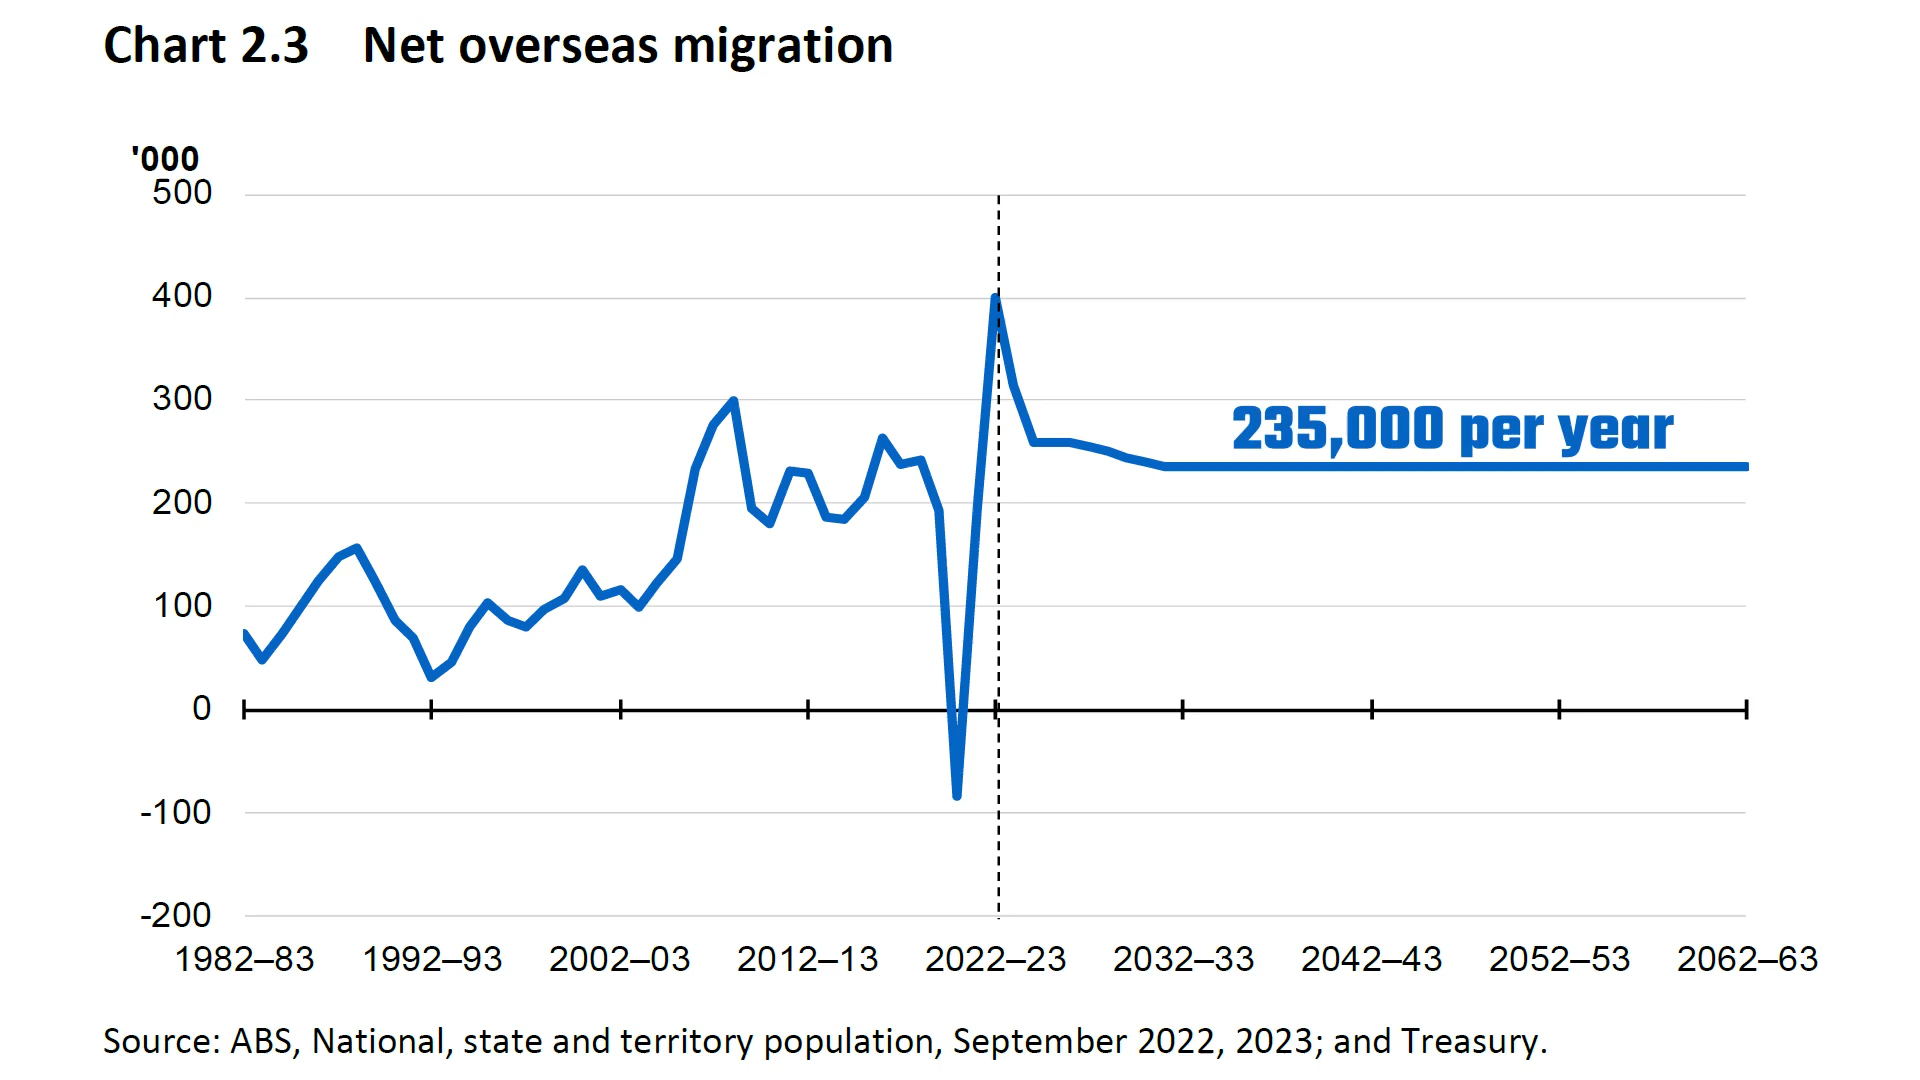 Chart 2.3 Net overseas migration
'000
500
400
300
235,000 per year
200
100
0
-100
-200
1982–83 1992–93 2002–03 2012–13 2022–23 2032–33 2042–43 2052–53 2062–63
Source: ABS, National, state and territory population, September 2022, 2023; and Treasury.